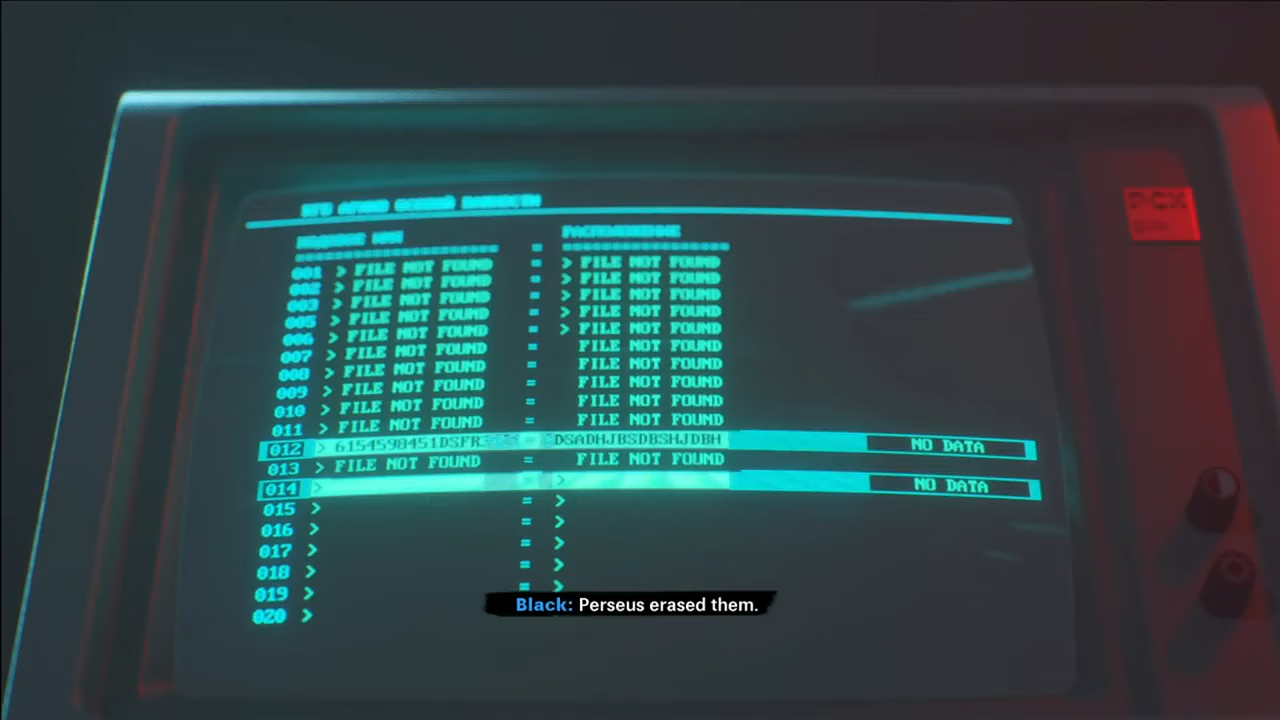 001 > FILE NOT FOUND = > FILE NOT FOUND
002 > FILE NOT FOUND = > FILE NOT FOUND
003 > FILE NOT FOUND = > FILE NOT FOUND
005 > FILE NOT FOUND = > FILE NOT FOUND
006 > FILE NOT FOUND = > FILE NOT FOUND
007 > FILE NOT FOUND = FILE NOT FOUND
008 > FILE NOT FOUND = FILE NOT FOUND
009 > FILE NOT FOUND = FILE NOT FOUND
010 > FILE NOT FOUND = FILE NOT FOUND
011 > FILE NOT FOUND = FILE NOT FOUND
012 > = DSADHJBSDBSHJDBH NO DATA
013 > FILE NOT FOUND = FILE NOT FOUND
014 > = > NO DATA
015 > = >
016 > = >
017 > = >
018 > = >
019 > = >
020 >
Black: Perseus erased them.